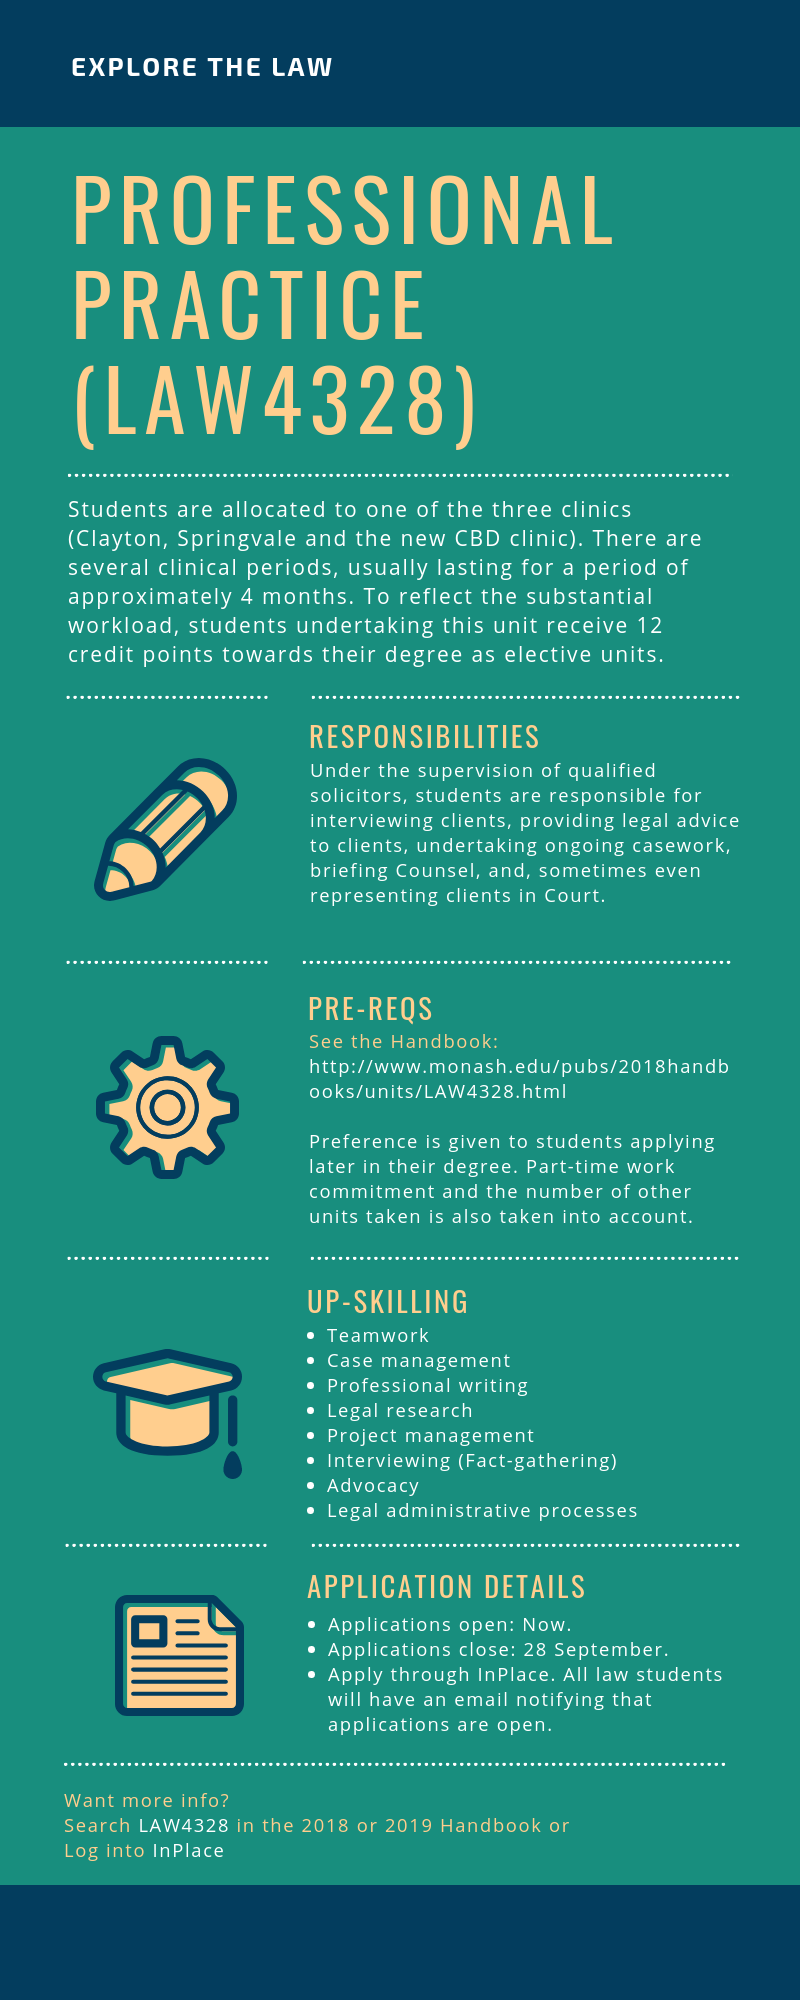 EXPLORE THE LAW
PROFESSIONAL
PRACTICE
(LAW4328)
Students are allocated to one of the three clinics
(Clayton, Springvale and the new CBD clinic). There are
several clinical periods, usually lasting for a period of
approximately 4 months. To reflect the substantial
workload, students undertaking this unit receive 12
credit points towards their degree as elective units.
RESPONSIBILITIES
Under the supervision of qualified
solicitors, students are responsible for
interviewing clients, providing legal advice
to clients, undertaking ongoing casework,
briefing Counsel, and, sometimes even
representing clients in Court.
PRE-REQS
See the Handbook:
http://www.monash.edu/pubs/2018handb
ooks/units/LAW4328.html
Preference is given to students applying
later in their degree. Part-time work
commitment and the number of other
units taken is also taken into account.
UP-SKILLING
• Teamwork
• Case management
• Professional writing
• Legal research
• Project management
• Interviewing (Fact-gathering)
• Advocacy
• Legal administrative processes
APPLICATION DETAILS
• Applications open: Now.
• Applications close: 28 September.
• Apply through InPlace. All law students
will have an email notifying that
applications are open.
Want more info?
Search LAW4328 in the 2018 or 2019 Handbook or
Log into InPlace